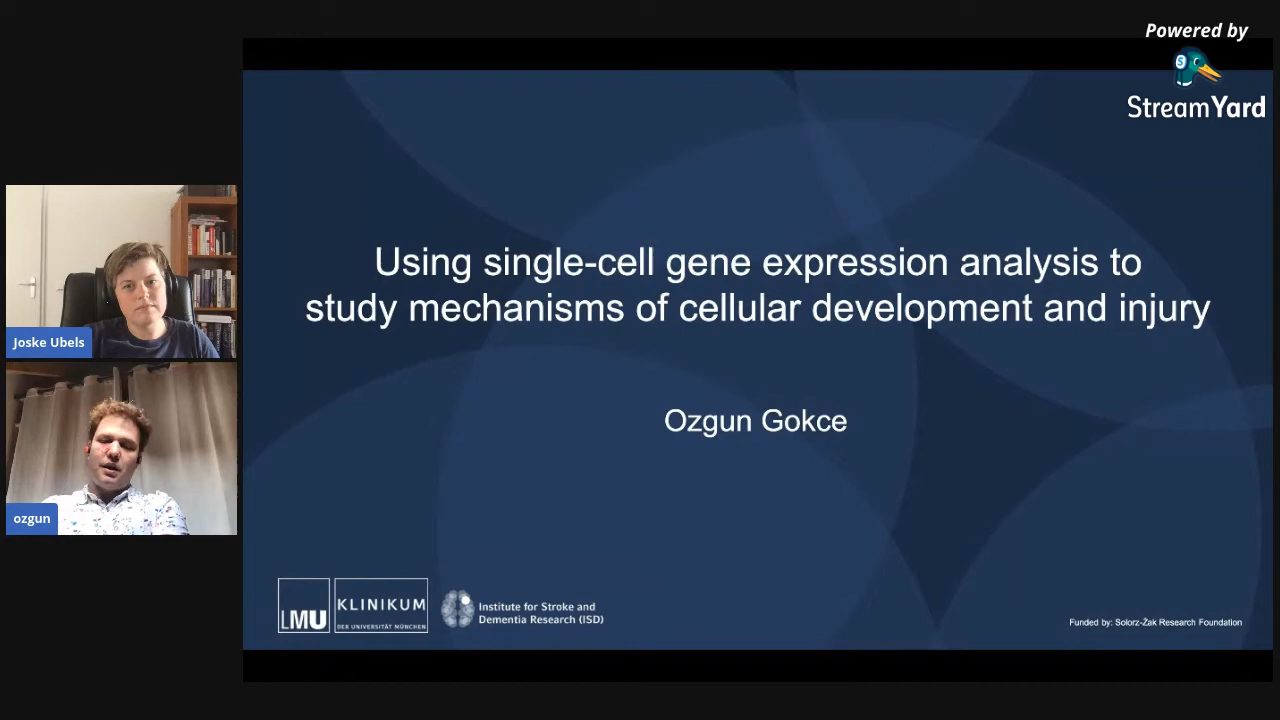 Powered by
StreamYard
Joske Ubels
ozgun
Using single-cell gene expression analysis to
study mechanisms of cellular development and injury
Ozgun Gokce
LMU
KLINIKUM
DER UNIVERSITÄT MÜNCHEN
Institute for Stroke and
Dementia Research (ISD)
Funded by: Solorz-Żak Research Foundation